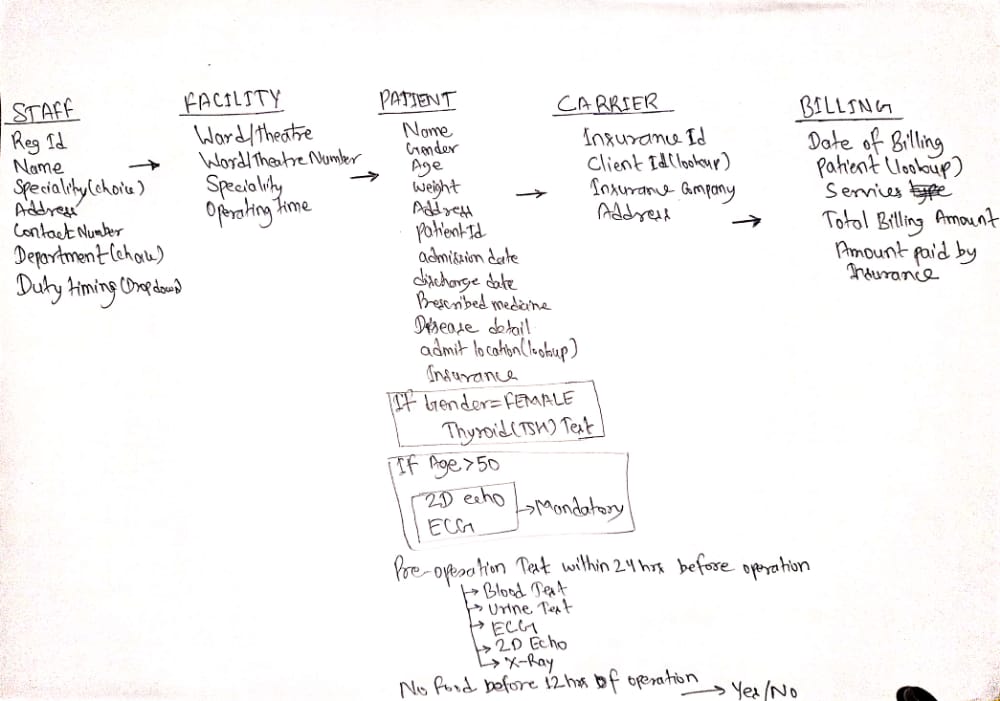 STAFF
Reg Id
Name
Speciality(choice)
Address
Contact Number
Department(choice)
Duty timing(Dropdown)
FACILITY
Ward/theatre
Ward/Theatre Number
Speciality
Operating time
PATIENT
Name
Gender
Age
Weight
Address
Patient Id
admission date
discharge date
Prescribed medicine
Disease detail
admit location(lookup)
Insurance
If Gender=FEMALE
Thyroid(TSH) Test
If Age>50
2D echo
ECG
→Mandatory
Pre-operation Test within 24 hrs before operation
→ Blood Test
→ Urine Test
→ ECG
→ 2D Echo
→ X-Ray
No food before 12 hrs of operation → Yes/No
CARRIER
Insurance Id
Client Id(lookup)
Insurance Company
Address
BILLING
Date of Billing
Patient (lookup)
Services type
Total Billing Amount
Amount paid by
Insurance